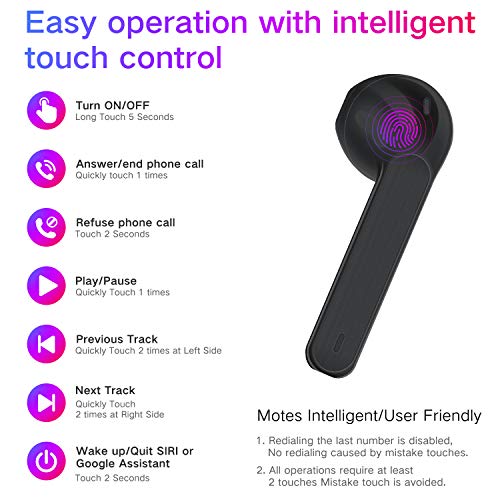 Easy operation with intelligent
touch control
Turn ON/OFF
Long Touch 5 Seconds
Answer/end phone call
Quickly touch 1 times
Refuse phone call
Touch 2 Seconds
Play/Pause
Quickly Touch 1 times
Previous Track
Quickly Touch 2 times at Left Side
Next Track
Quickly Touch
2 times at Right Side
Wake up/Quit SIRI or
Google Assistant
Touch 2 Seconds
Motes Intelligent/User Friendly
1. Redialing the last number is disabled,
No redialing caused by mistake touches.
2. All operations require at least
2 touches Mistake touch is avoided.